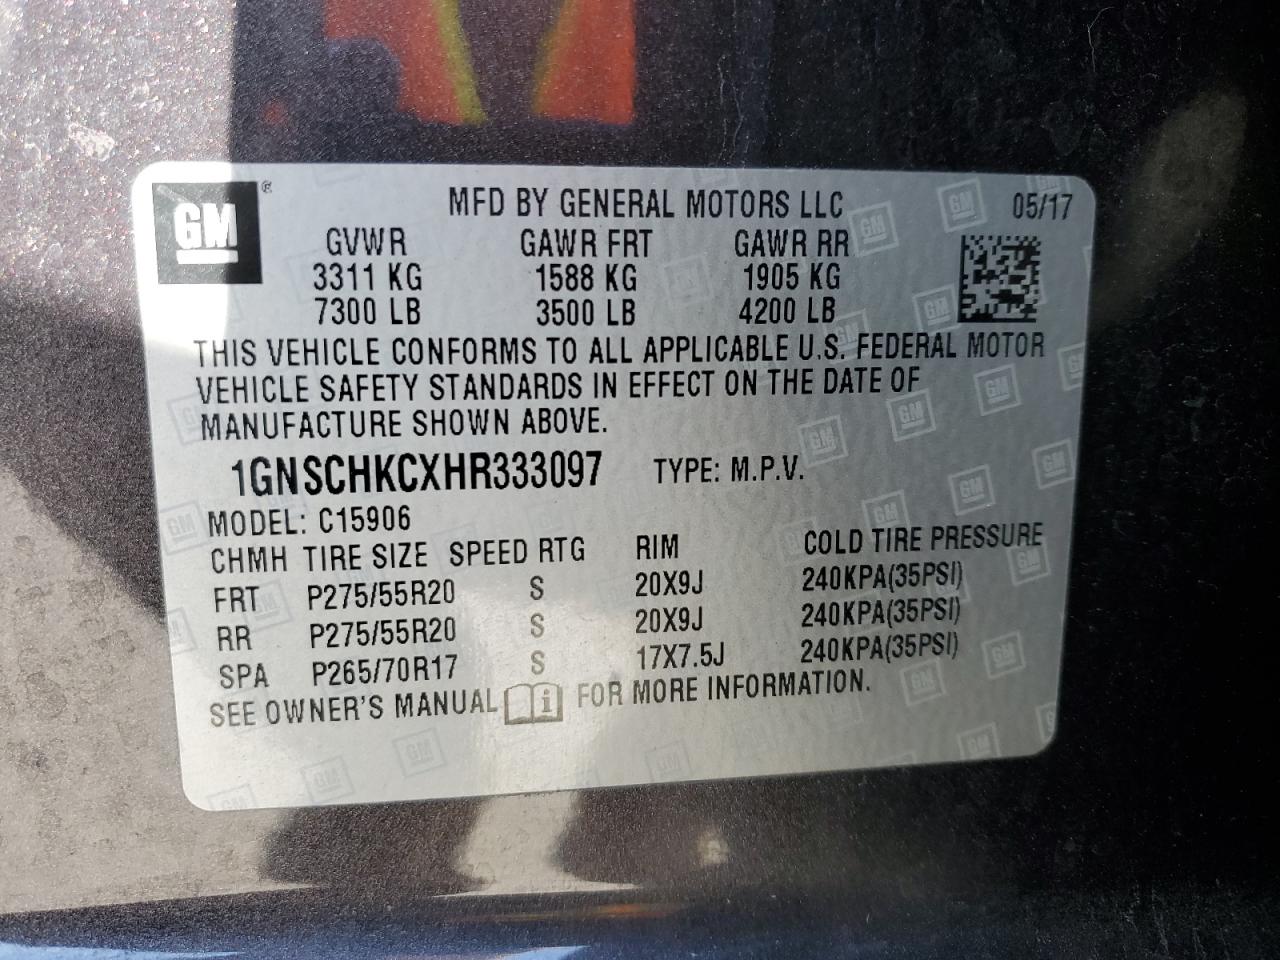 GM ® MFD BY GENERAL MOTORS LLC 05/17
GVWR GAWR FRT GAWR RR
3311 KG 1588 KG 1905 KG
7300 LB 3500 LB 4200 LB
THIS VEHICLE CONFORMS TO ALL APPLICABLE U.S. FEDERAL MOTOR
VEHICLE SAFETY STANDARDS IN EFFECT ON THE DATE OF
MANUFACTURE SHOWN ABOVE.
1GNSCHKCXHR333097 TYPE: M.P.V.
MODEL: C15906
CHMH TIRE SIZE SPEED RTG RIM COLD TIRE PRESSURE
FRT P275/55R20 S 20X9J 240KPA(35PSI)
RR P275/55R20 S 20X9J 240KPA(35PSI)
SPA P265/70R17 S 17X7.5J 240KPA(35PSI)
SEE OWNER'S MANUAL i FOR MORE INFORMATION.